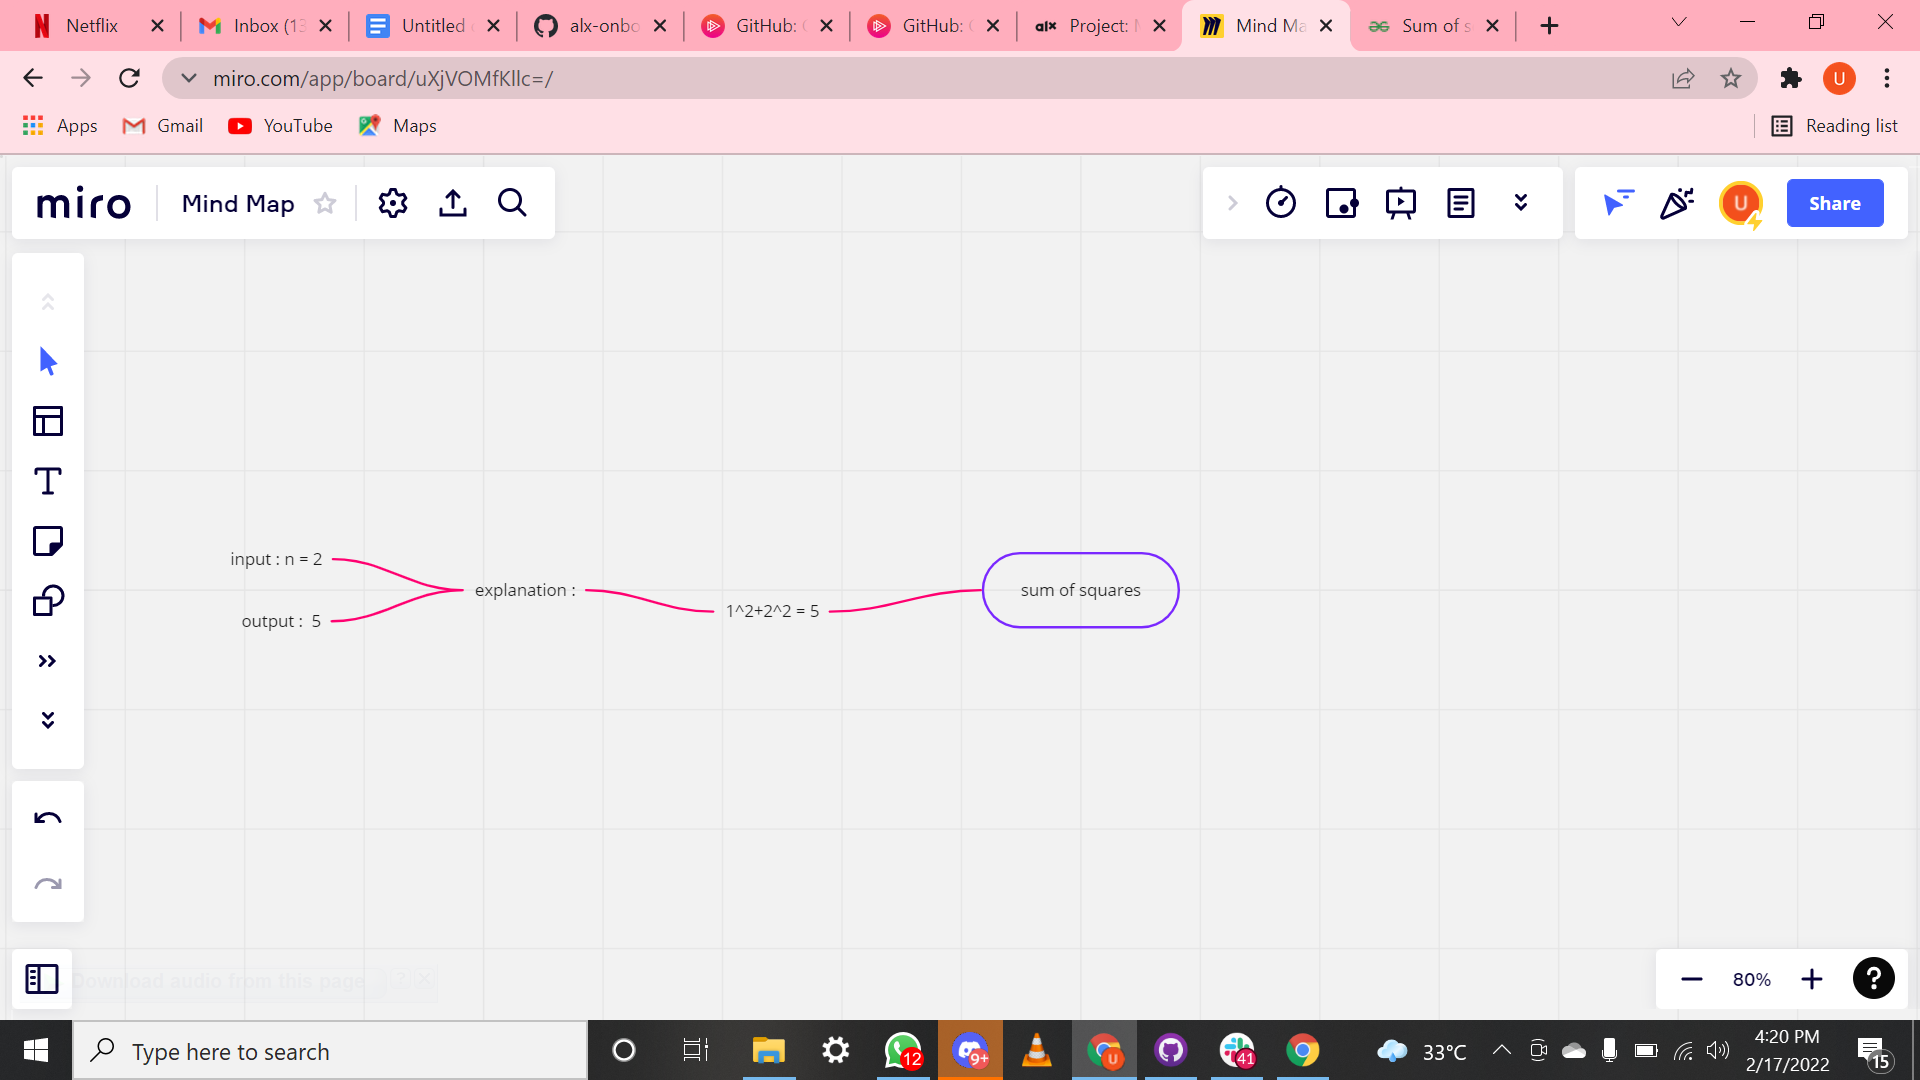 Netflix
Inbox (13
Untitled
alx-onbo
GitHub:
GitHub:
alx Project:
Mind Ma
Sum of s
miro.com/app/board/uXjVOMfKllc=/
U
Apps
Gmail
YouTube
Maps
Reading list
miro
Mind Map
U
Share
input : n = 2
output : 5
explanation :
1^2+2^2 = 5
sum of squares
Download audio from this page
80%
Type here to search
12
9+
U
41
33°C
4:20 PM
2/17/2022
15